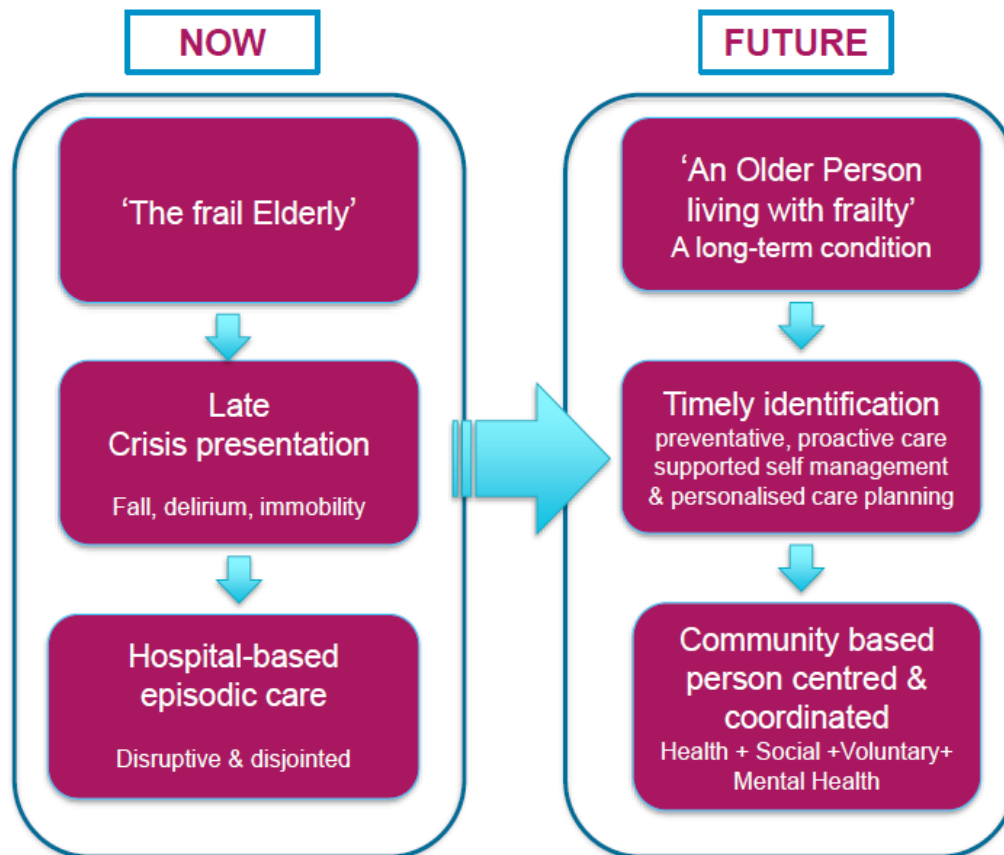 NOW
‘The frail Elderly’
Late
Crisis presentation
Fall, delirium, immobility
Hospital-based
episodic care
Disruptive & disjointed
FUTURE
‘An Older Person
living with frailty’
A long-term condition
Timely identification
preventative, proactive care
supported self management
& personalised care planning
Community based
person centred &
coordinated
Health + Social +Voluntary+
Mental Health